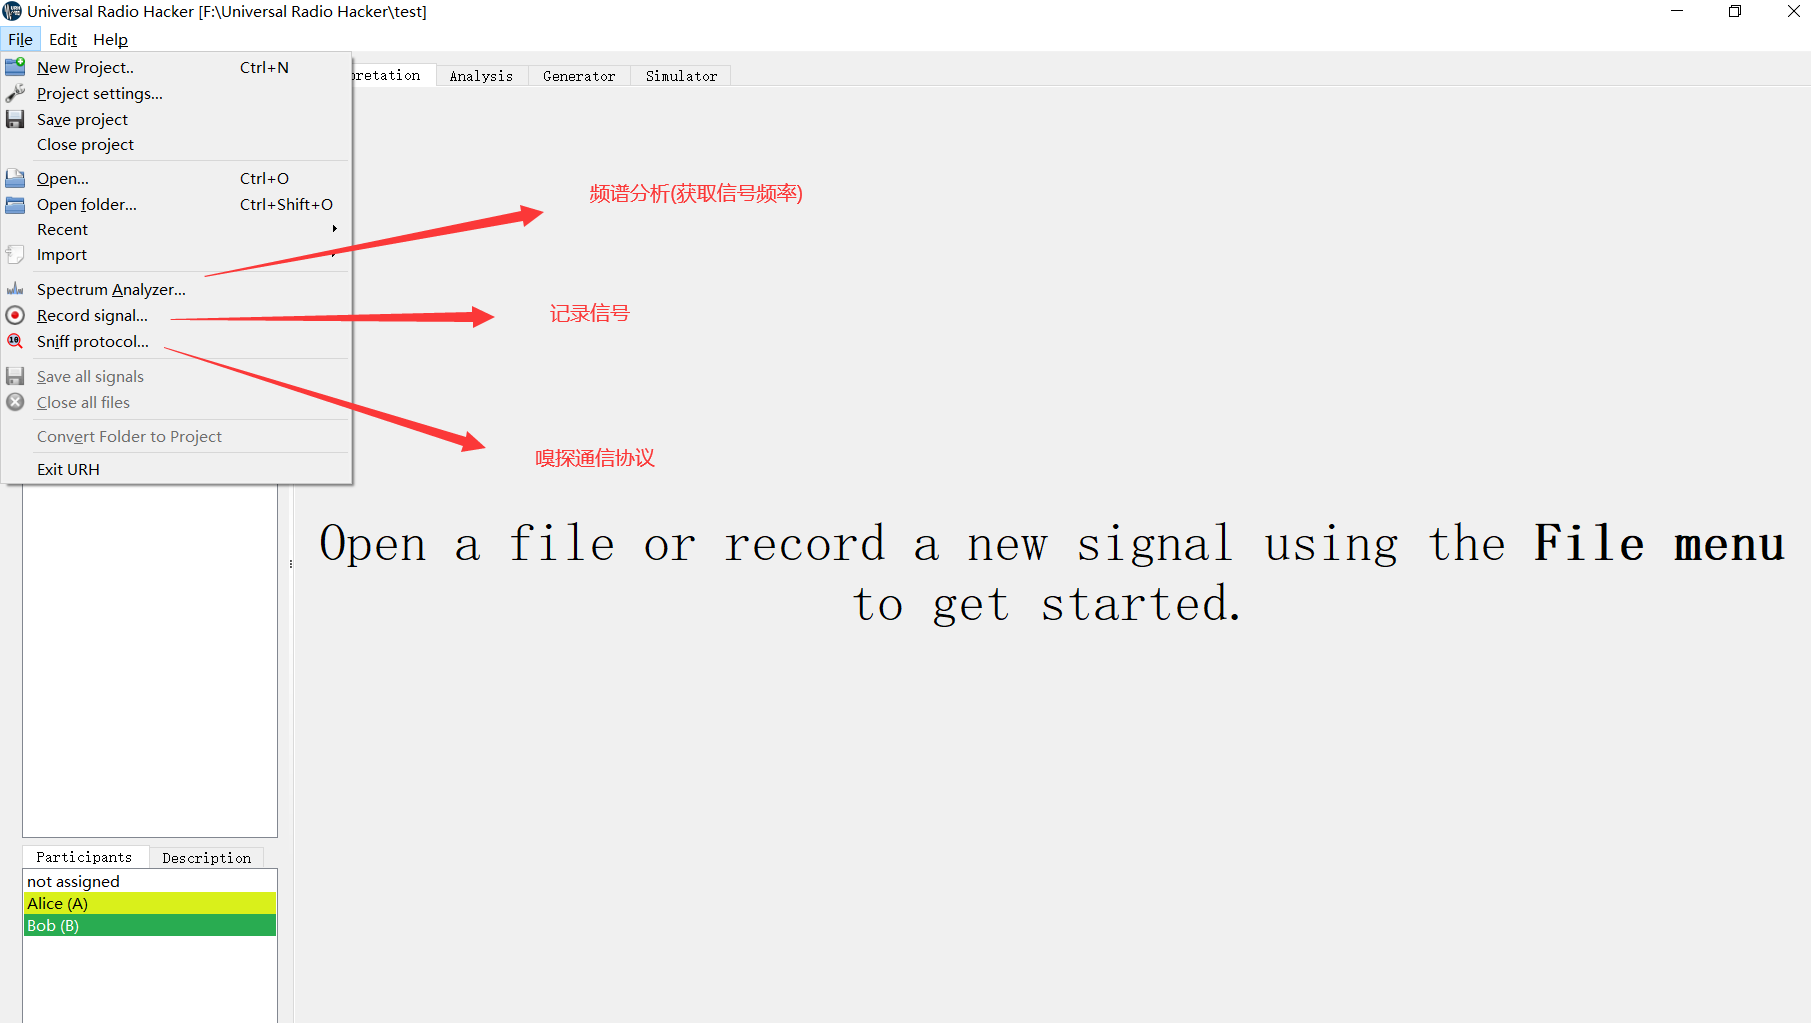 Universal Radio Hacker [F:\Universal Radio Hacker\test]
File Edit Help
New Project.. Ctrl+N
Project settings...
Save project
Close project
Open... Ctrl+O
Open folder... Ctrl+Shift+O
Recent
Import
Spectrum Analyzer...
Record signal...
Sniff protocol...
Save all signals
Close all files
Convert Folder to Project
Exit URH
pretation Analysis Generator Simulator
频谱分析(获取信号频率)
记录信号
嗅探通信协议
Open a file or record a new signal using the File menu
to get started.
Participants Description
not assigned
Alice (A)
Bob (B)